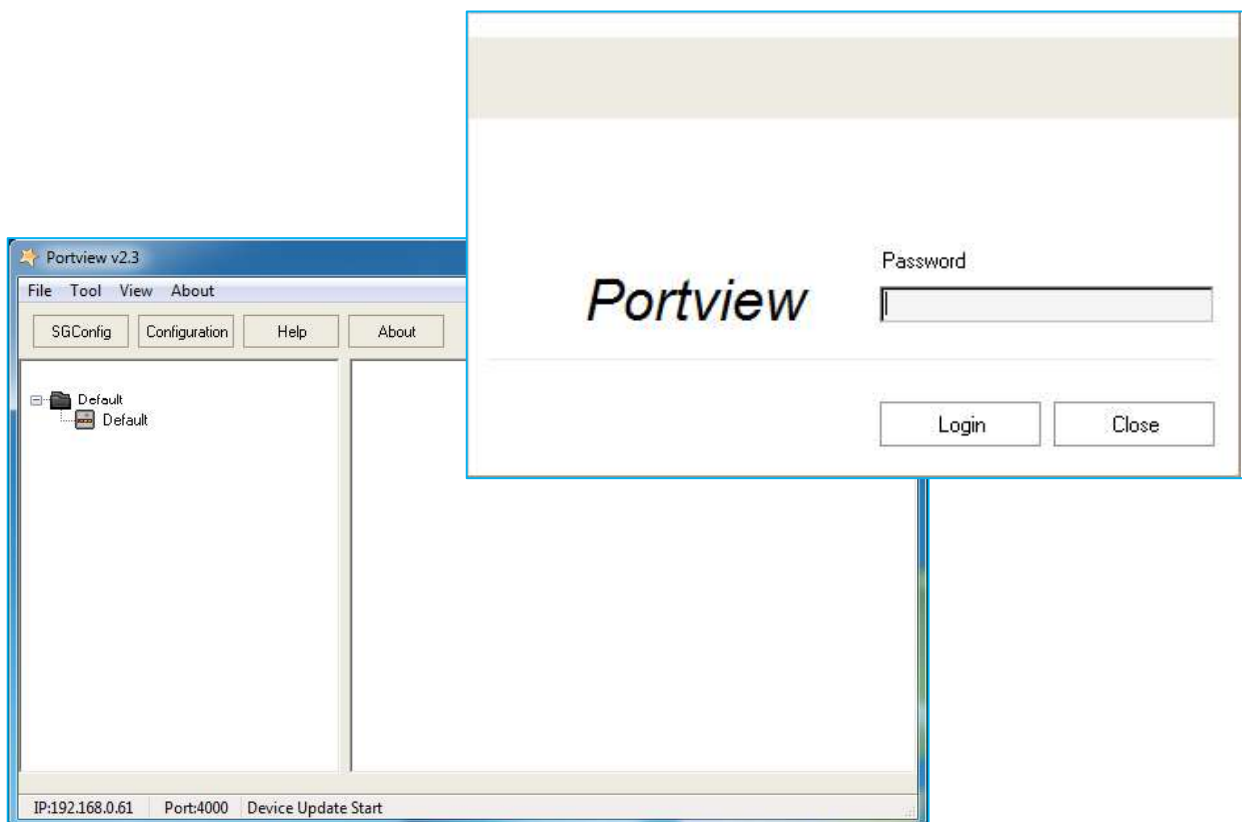 Portview
Password
Login Close
Portview v2.3
File Tool View About
SGConfig Configuration Help About
Default
Default
IP:192.168.0.61 Port:4000 Device Update Start